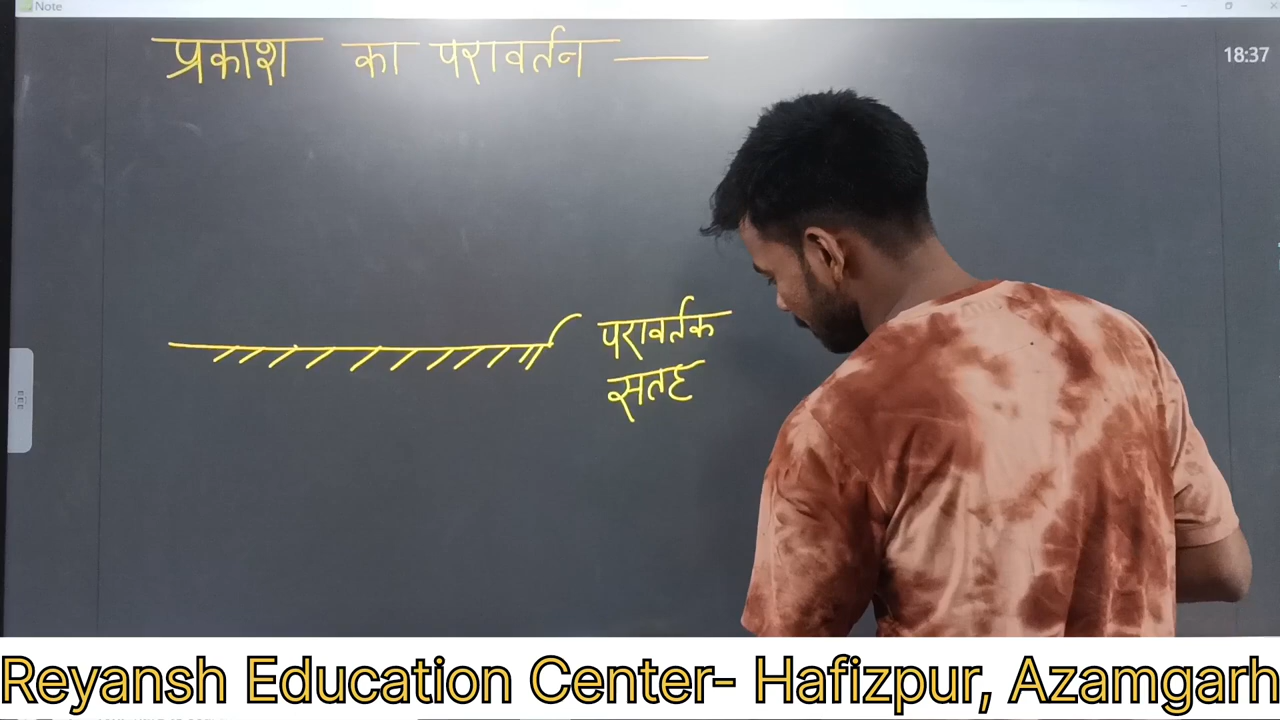 Note
प्रकाश का परावर्तन —
18:37
परावर्तक
सतह
Reyansh Education Center- Hafizpur, Azamgarh